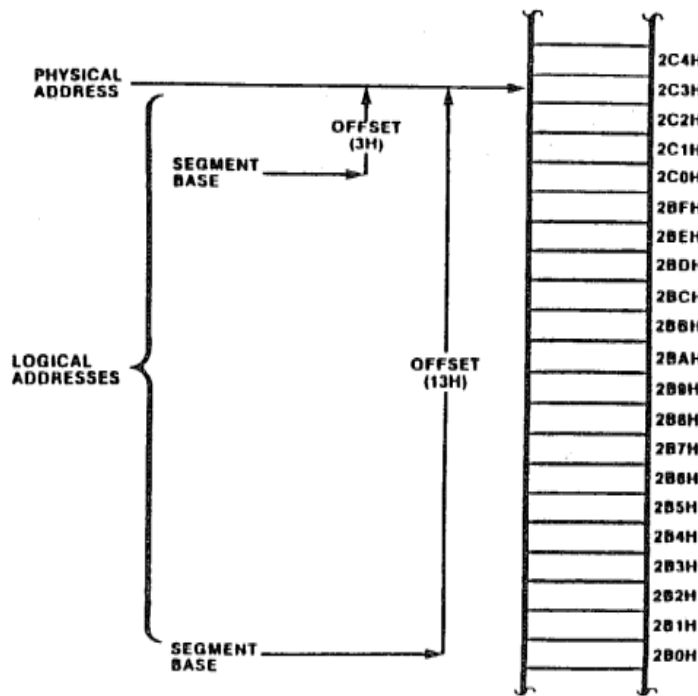 PHYSICAL
ADDRESS
OFFSET
(3H)
SEGMENT
BASE
LOGICAL
ADDRESSES
OFFSET
(13H)
SEGMENT
BASE
2C4H
2C3H
2C2H
2C1H
2C0H
2BFH
2BEH
2BDH
2BCH
2BBH
2BAH
2B9H
2B8H
2B7H
2B6H
2B5H
2B4H
2B3H
2B2H
2B1H
2B0H